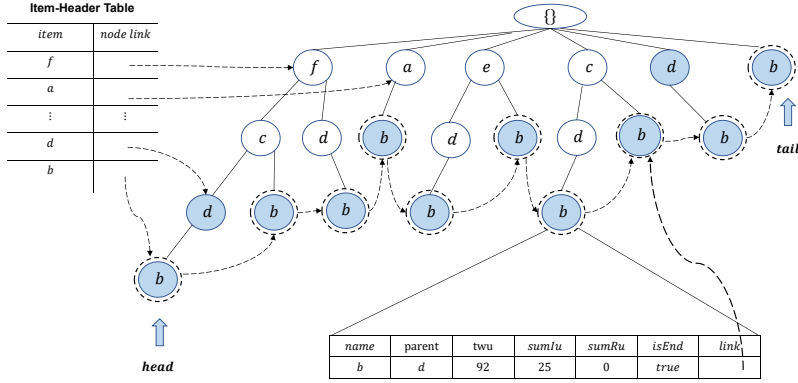 Item-Header Table
item node link
f
a
⋮ ⋮
d
b
{}
f a e c d b
c d b d b d b b
d b b b b
b
head
tail
name parent twu sumIu sumRu isEnd link
b d 92 25 0 true